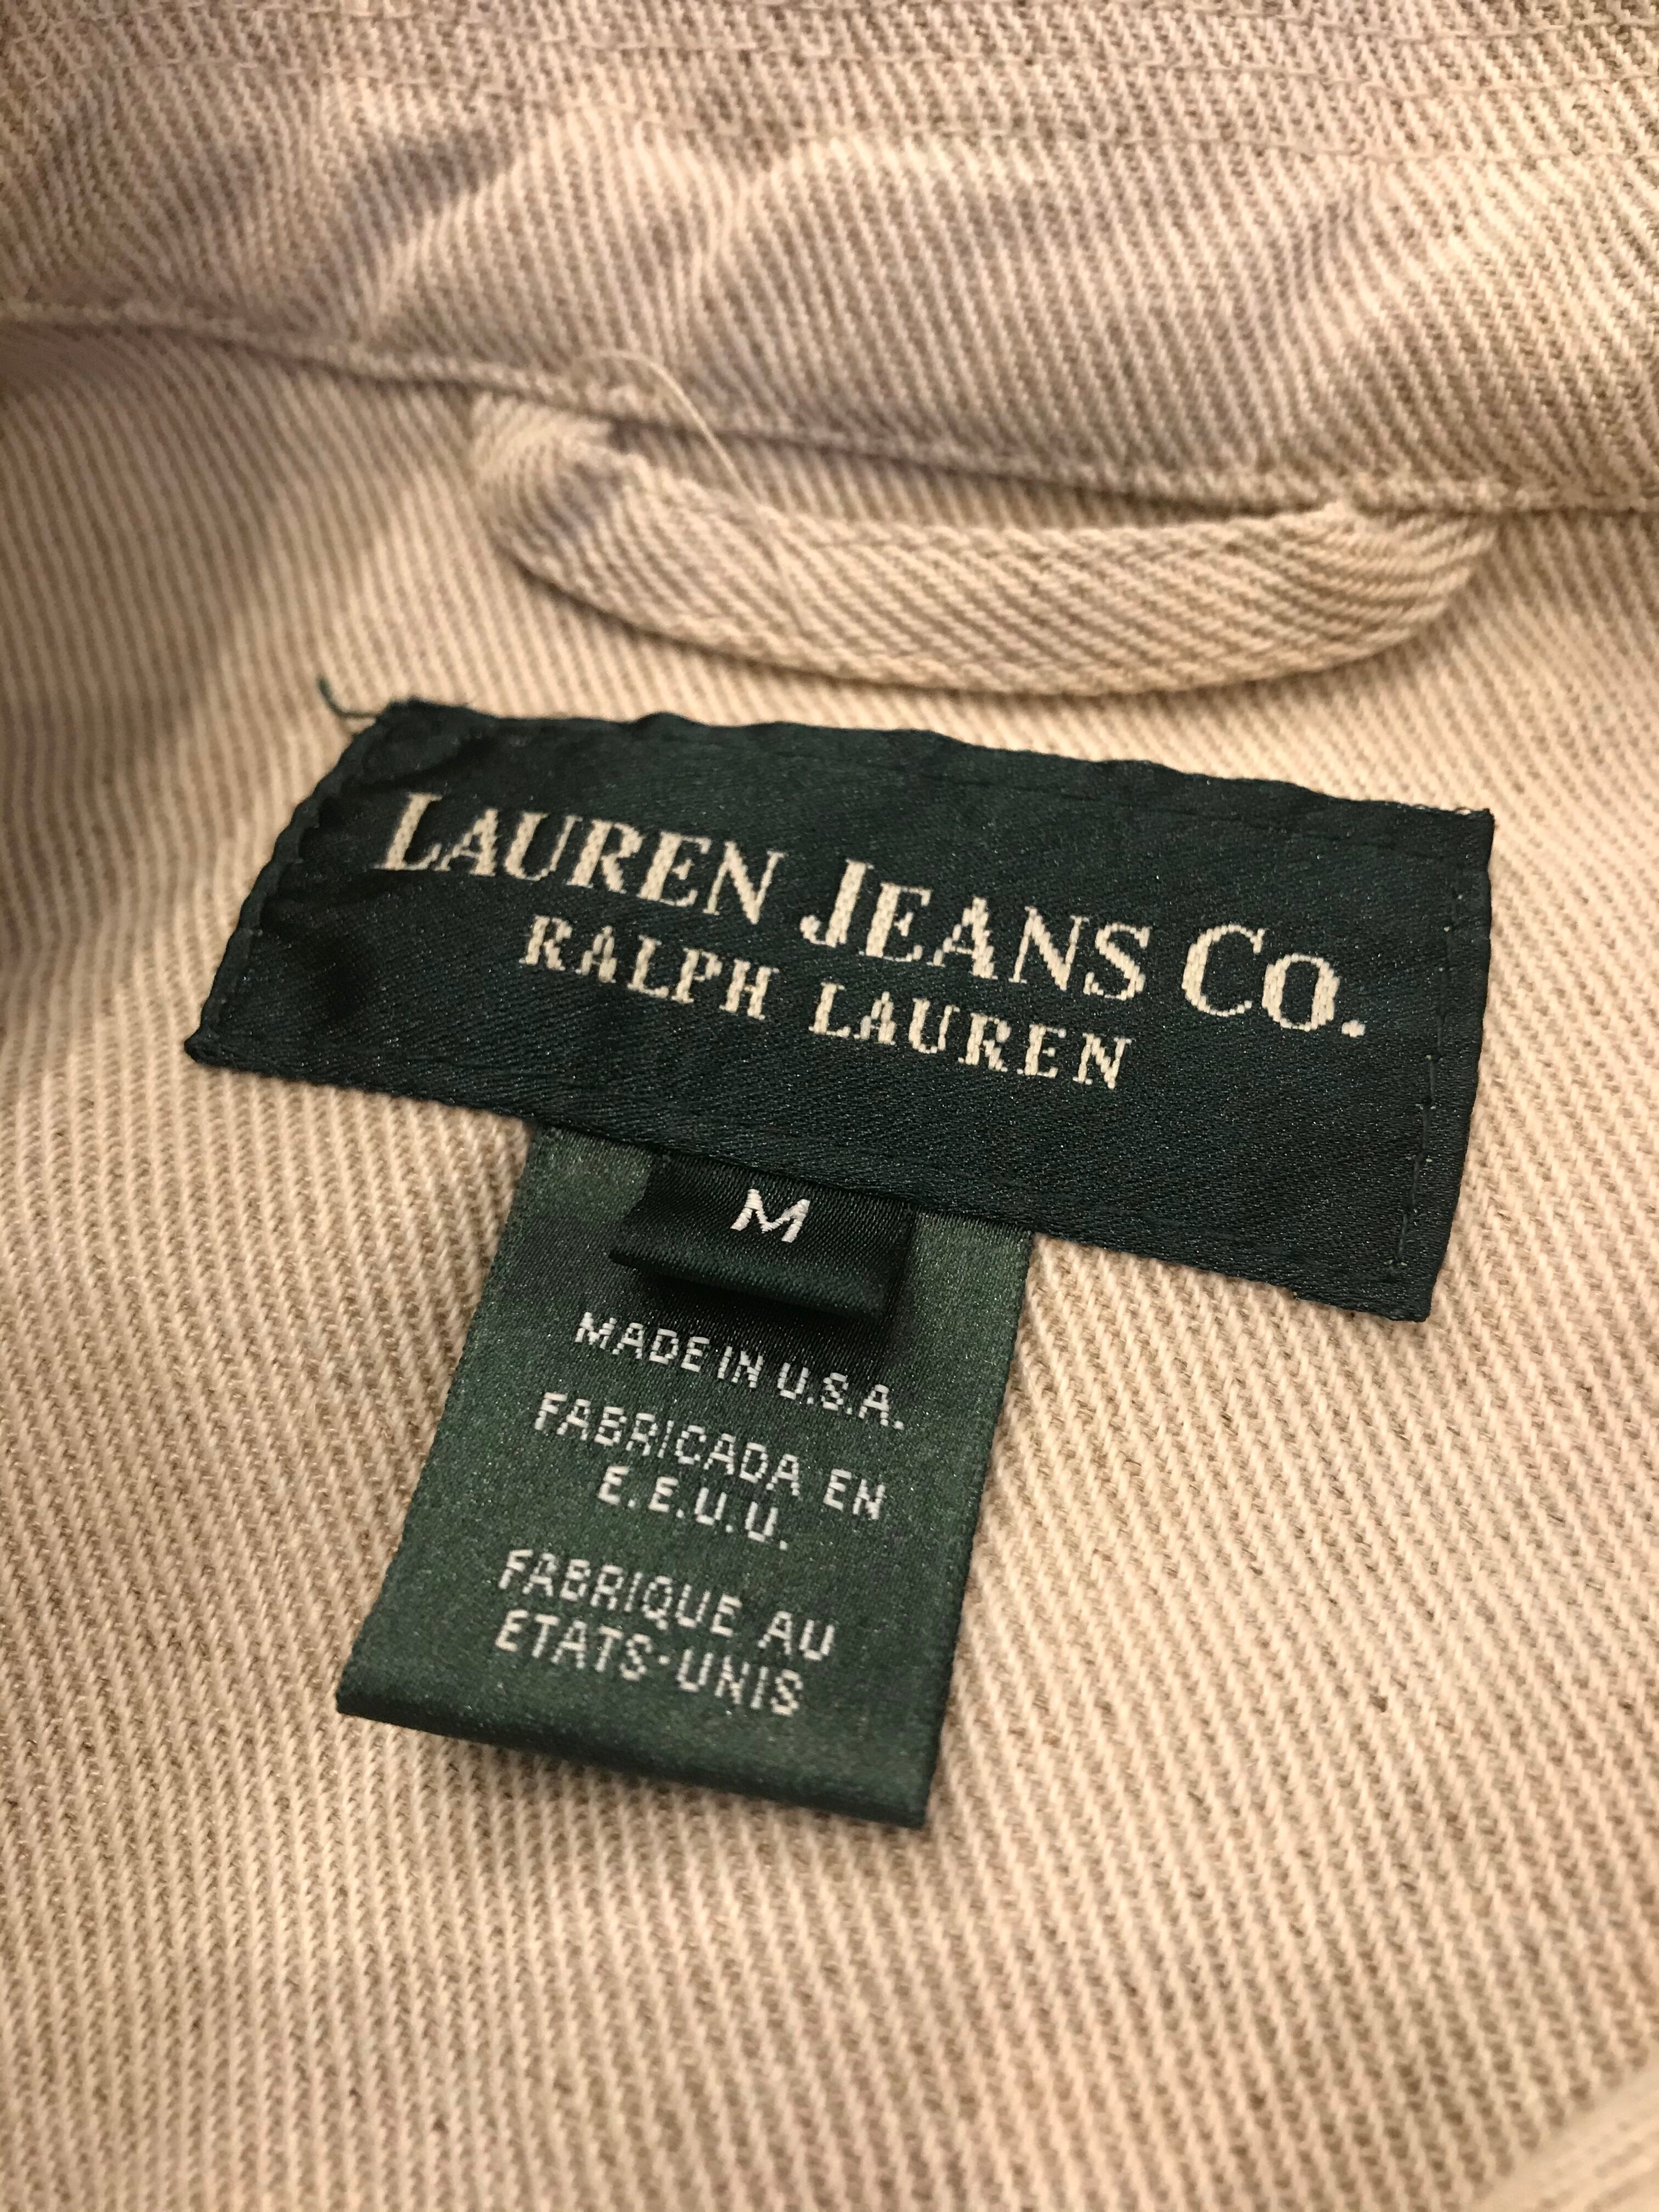 LAUREN JEANS CO.
RALPH LAUREN
M
MADE IN U.S.A.
FABRICADA EN
E.E.U.U.
FABRIQUE AU
ETATS-UNIS